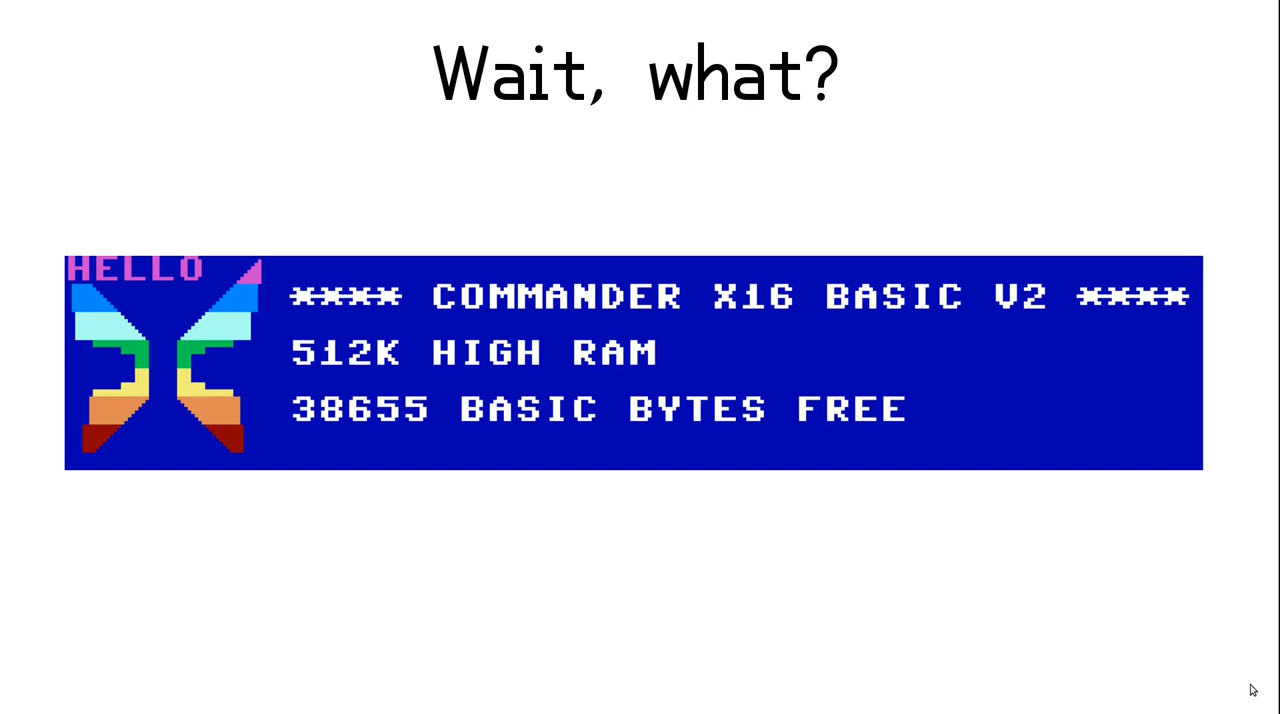 Wait, what?
HELLO
**** COMMANDER X16 BASIC V2 ****
512K HIGH RAM
38655 BASIC BYTES FREE